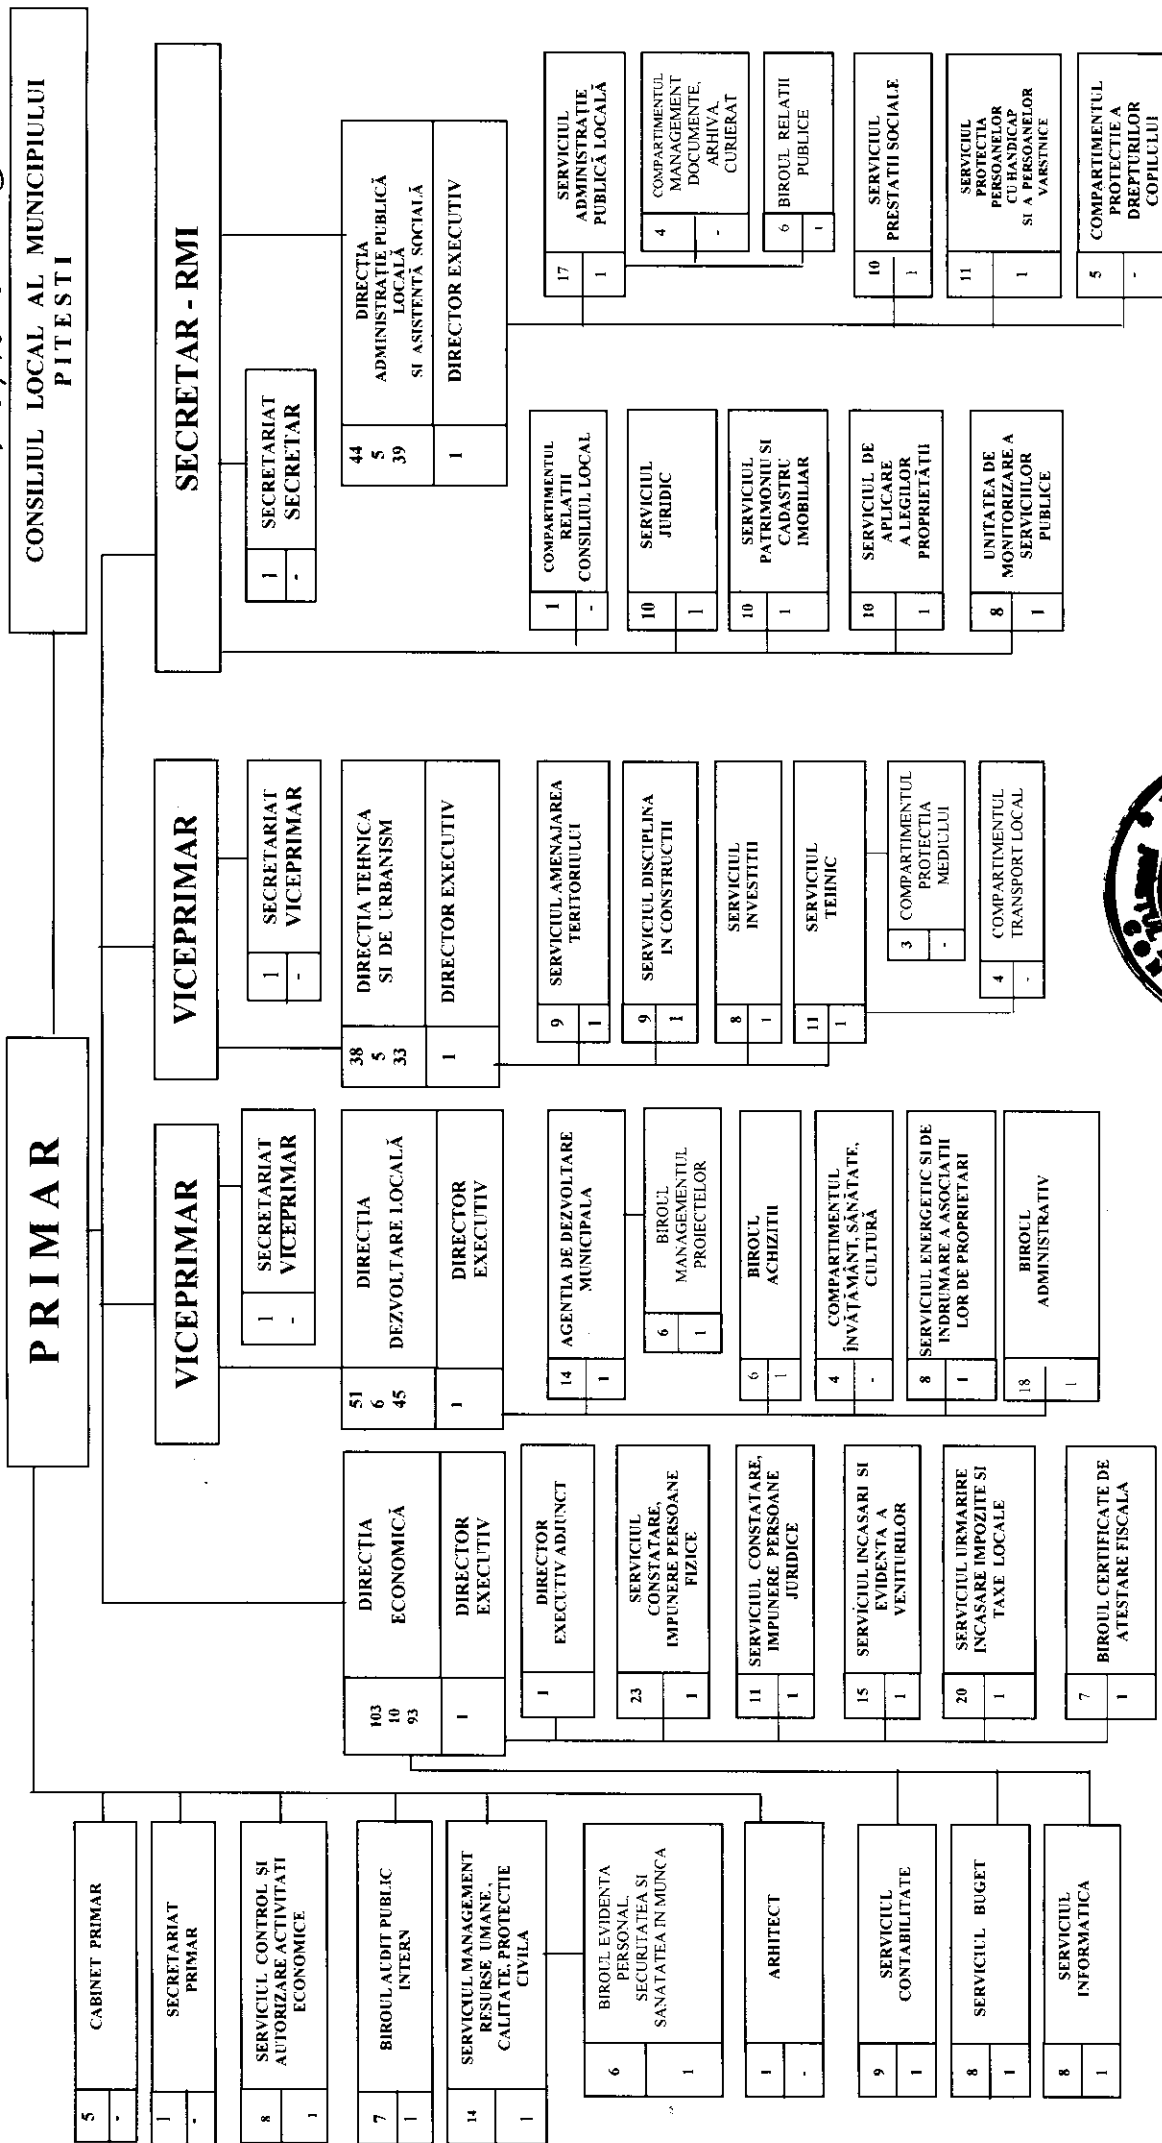 CONSILIUL LOCAL AL MUNICIPIULUI
PITESTI
PRIMAR
SECRETAR - RMI
VICEPRIMAR
VICEPRIMAR
1
-
SECRETARIAT
VICEPRIMAR
1
-
SECRETARIAT
VICEPRIMAR
1
-
SECRETARIAT
SECRETAR
5
-
CABINET PRIMAR
1
-
SECRETARIAT
PRIMAR
8
1
SERVICIUL CONTROL ȘI
AUTORIZARE ACTIVITATI
ECONOMICE
7
1
BIROUL AUDIT PUBLIC
INTERN
14
1
SERVICIUL MANAGEMENT
RESURSE UMANE,
CALITATE, PROTECTIE
CIVILA
6
1
BIROUL EVIDENTA
PERSONAL,
SECURITATEA SI
SANATATEA IN MUNCA
1
-
ARHITECT
9
1
SERVICIUL
CONTABILITATE
8
1
SERVICIUL BUGET
8
1
SERVICIUL
INFORMATICA
103
10
93
DIRECȚIA
ECONOMICĂ
1
DIRECTOR
EXECUTIV
1
DIRECTOR
EXECUTIV ADJUNCT
23
1
SERVICIUL
CONSTATARE,
IMPUNERE PERSOANE
FIZICE
11
1
SERVICIUL CONSTATARE,
IMPUNERE PERSOANE
JURIDICE
15
1
SERVICIUL INCASARI SI
EVIDENTA A
VENITURILOR
20
1
SERVICIUL URMARIRE
INCASARE IMPOZITE SI
TAXE LOCALE
7
1
BIROUL CERTIFICATE DE
ATESTARE FISCALA
51
6
45
DIRECȚIA
DEZVOLTARE LOCALĂ
1
DIRECTOR
EXECUTIV
14
1
AGENTIA DE DEZVOLTARE
MUNICIPALA
6
1
BIROUL
MANAGEMENTUL
PROIECTELOR
6
1
BIROUL
ACHIZITII
4
-
COMPARTIMENTUL
ÎNVĂȚĂMÂNT, SĂNĂTATE,
CULTURĂ
8
1
SERVICIUL ENERGETIC SI DE
INDRUMARE A ASOCIATII
LOR DE PROPRIETARI
18
1
BIROUL
ADMINISTRATIV
38
5
33
DIRECȚIA TEHNICA
SI DE URBANISM
1
DIRECTOR EXECUTIV
9
1
SERVICIUL AMENAJAREA
TERITORIULUI
9
1
SERVICIUL DISCIPLINA
IN CONSTRUCTII
8
1
SERVICIUL
INVESTITII
11
1
SERVICIUL
TEHNIC
3
-
COMPARTIMENTUL
PROTECTIA
MEDIULUI
4
-
COMPARTIMENTUL
TRANSPORT LOCAL
1
-
COMPARTIMENTUL
RELATII
CONSILIUL LOCAL
10
1
SERVICIUL
JURIDIC
10
1
SERVICIUL
PATRIMONIU SI
CADASTRU
IMOBILIAR
10
1
SERVICIUL DE
APLICARE
A LEGILOR
PROPRIETĂȚII
8
1
UNITATEA DE
MONITORIZARE A
SERVICIILOR
PUBLICE
44
5
39
DIRECȚIA
ADMINISTRAȚIE PUBLICĂ
LOCALĂ
SI ASISTENTĂ SOCIALĂ
1
DIRECTOR EXECUTIV
17
1
SERVICIUL
ADMINISTRAȚIE
PUBLICĂ LOCALĂ
4
-
COMPARTIMENTUL
MANAGEMENT
DOCUMENTE,
ARHIVA,
CURIERAT
6
1
BIROUL RELATII
PUBLICE
10
1
SERVICIUL
PRESTATII SOCIALE
11
1
SERVICIUL
PROTECTIA
PERSOANELOR
CU HANDICAP
SI A PERSOANELOR
VARSTNICE
5
-
COMPARTIMENTUL
PROTECTIE A
DREPTURILOR
COPILULUI